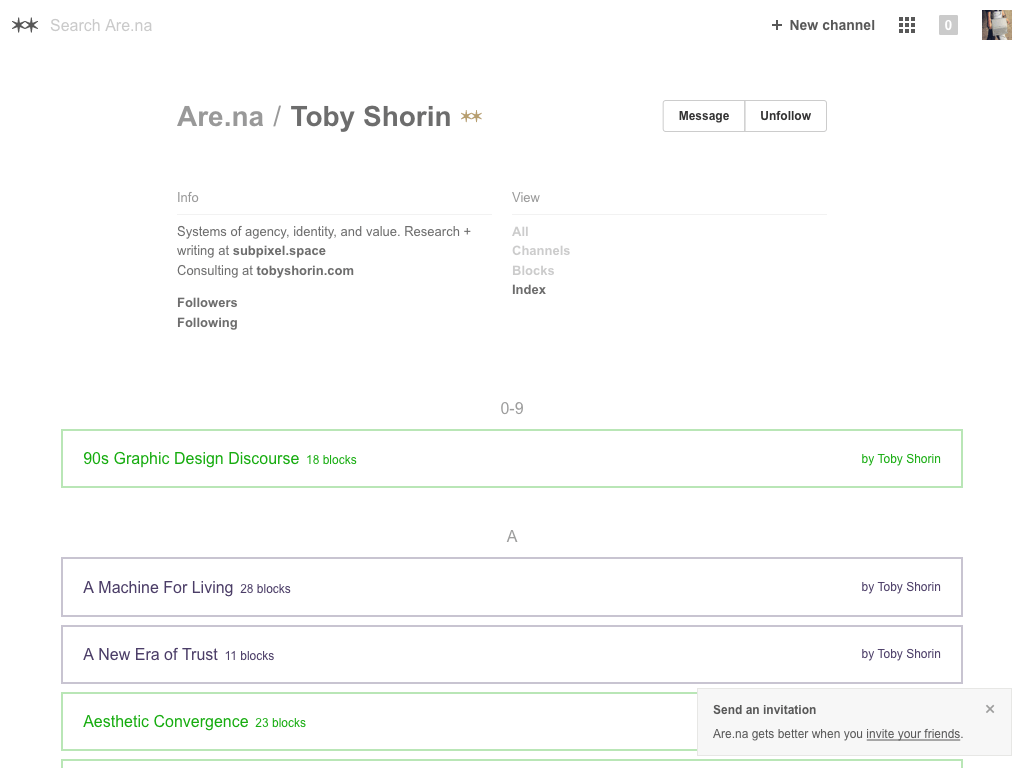 Search Are.na
+ New channel
0
Are.na / Toby Shorin
Message
Unfollow
Info
Systems of agency, identity, and value. Research +
writing at subpixel.space
Consulting at tobyshorin.com
Followers
Following
View
All
Channels
Blocks
Index
0-9
90s Graphic Design Discourse 18 blocks
by Toby Shorin
A
A Machine For Living 28 blocks
by Toby Shorin
A New Era of Trust 11 blocks
by Toby Shorin
Aesthetic Convergence 23 blocks
Send an invitation
Are.na gets better when you invite your friends.